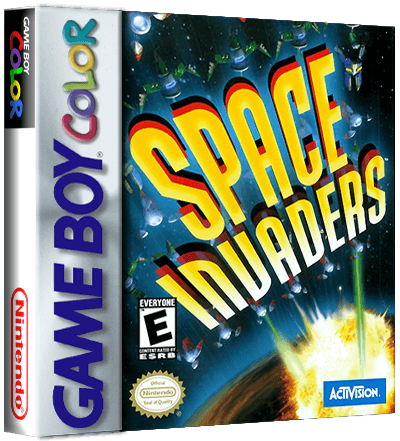 GAME BOY
COLOR
Nintendo
GAME BOY COLOR
SPACE
INVADERS
EVERYONE
E
CONTENT RATED BY
ESRB
Official
Nintendo
Seal of Quality
ACTIVISION.